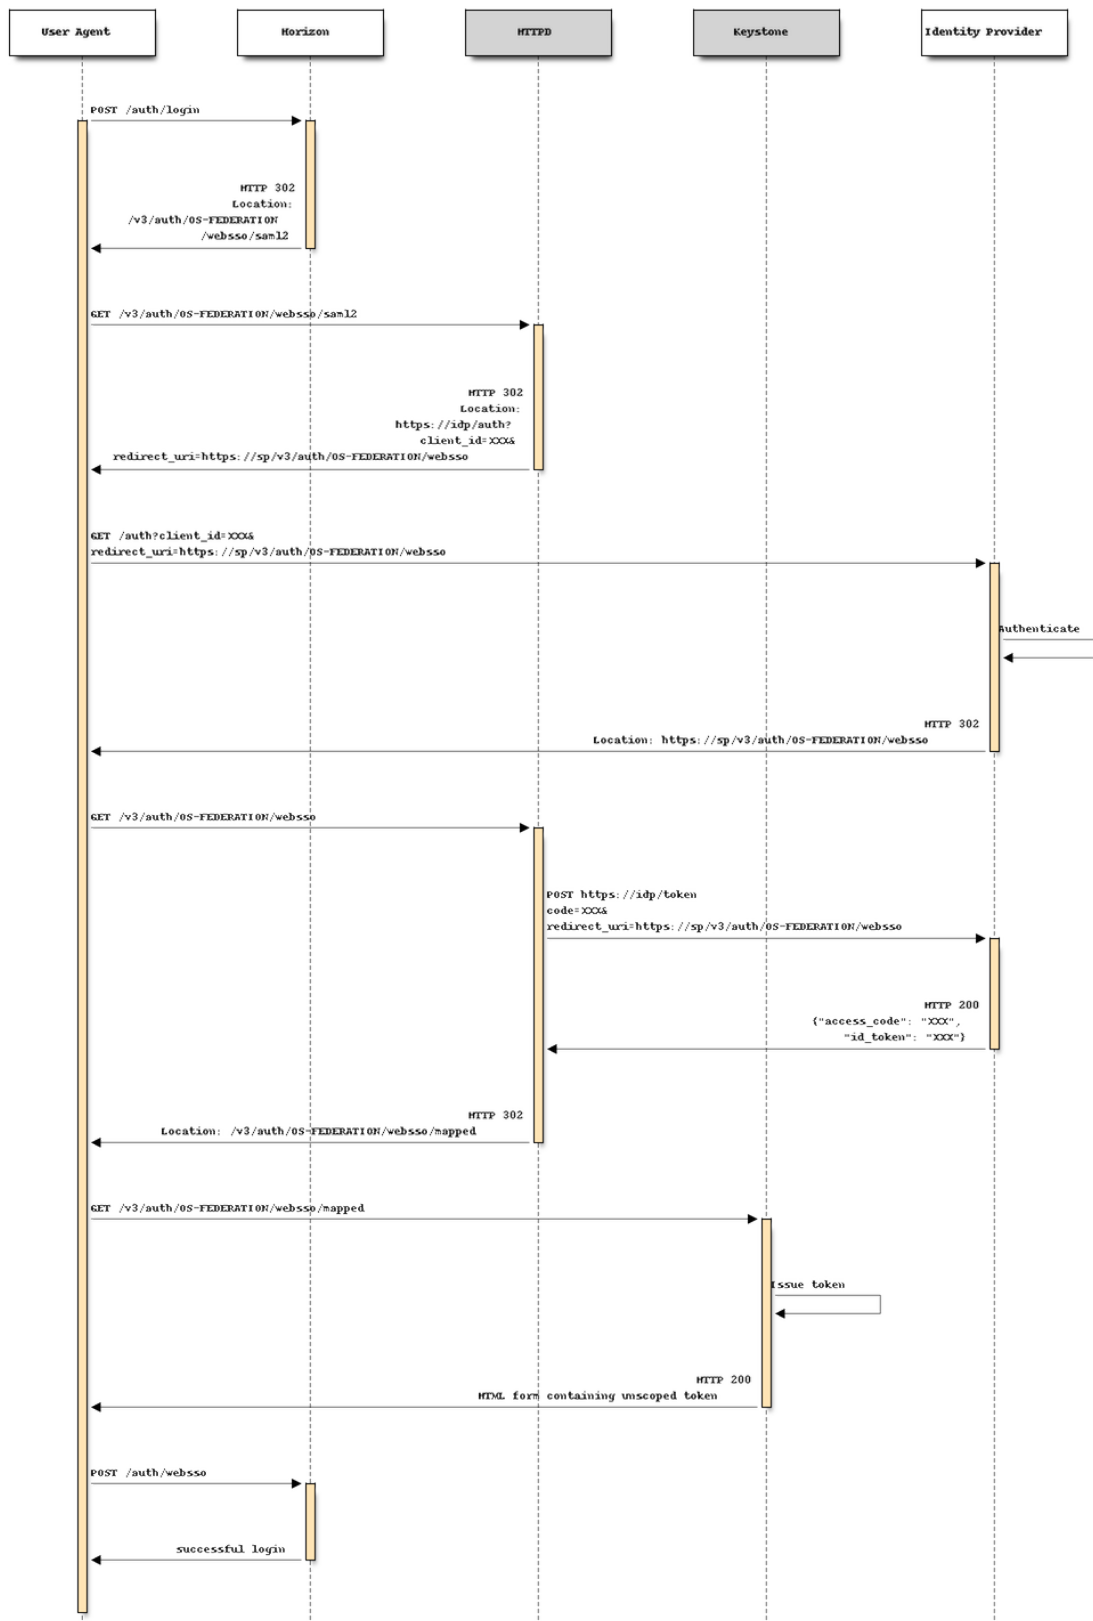 User Agent
Horizon
HTTPD
Keystone
Identity Provider
POST /auth/login
HTTP 302
Location:
/v3/auth/OS-FEDERATION
/websso/saml2
GET /v3/auth/OS-FEDERATION/websso/saml2
HTTP 302
Location:
https://idp/auth?
client_id=XXX&
redirect_uri=https://sp/v3/auth/OS-FEDERATION/websso
GET /auth?client_id=XXX&
redirect_uri=https://sp/v3/auth/OS-FEDERATION/websso
Authenticate
HTTP 302
Location: https://sp/v3/auth/OS-FEDERATION/websso
GET /v3/auth/OS-FEDERATION/websso
POST https://idp/token
code=XXX&
redirect_uri=https://sp/v3/auth/OS-FEDERATION/websso
HTTP 200
{"access_code": "XXX",
"id_token": "XXX"}
HTTP 302
Location: /v3/auth/OS-FEDERATION/websso/mapped
GET /v3/auth/OS-FEDERATION/websso/mapped
Issue token
HTTP 200
HTML form containing unscoped token
POST /auth/websso
successful login